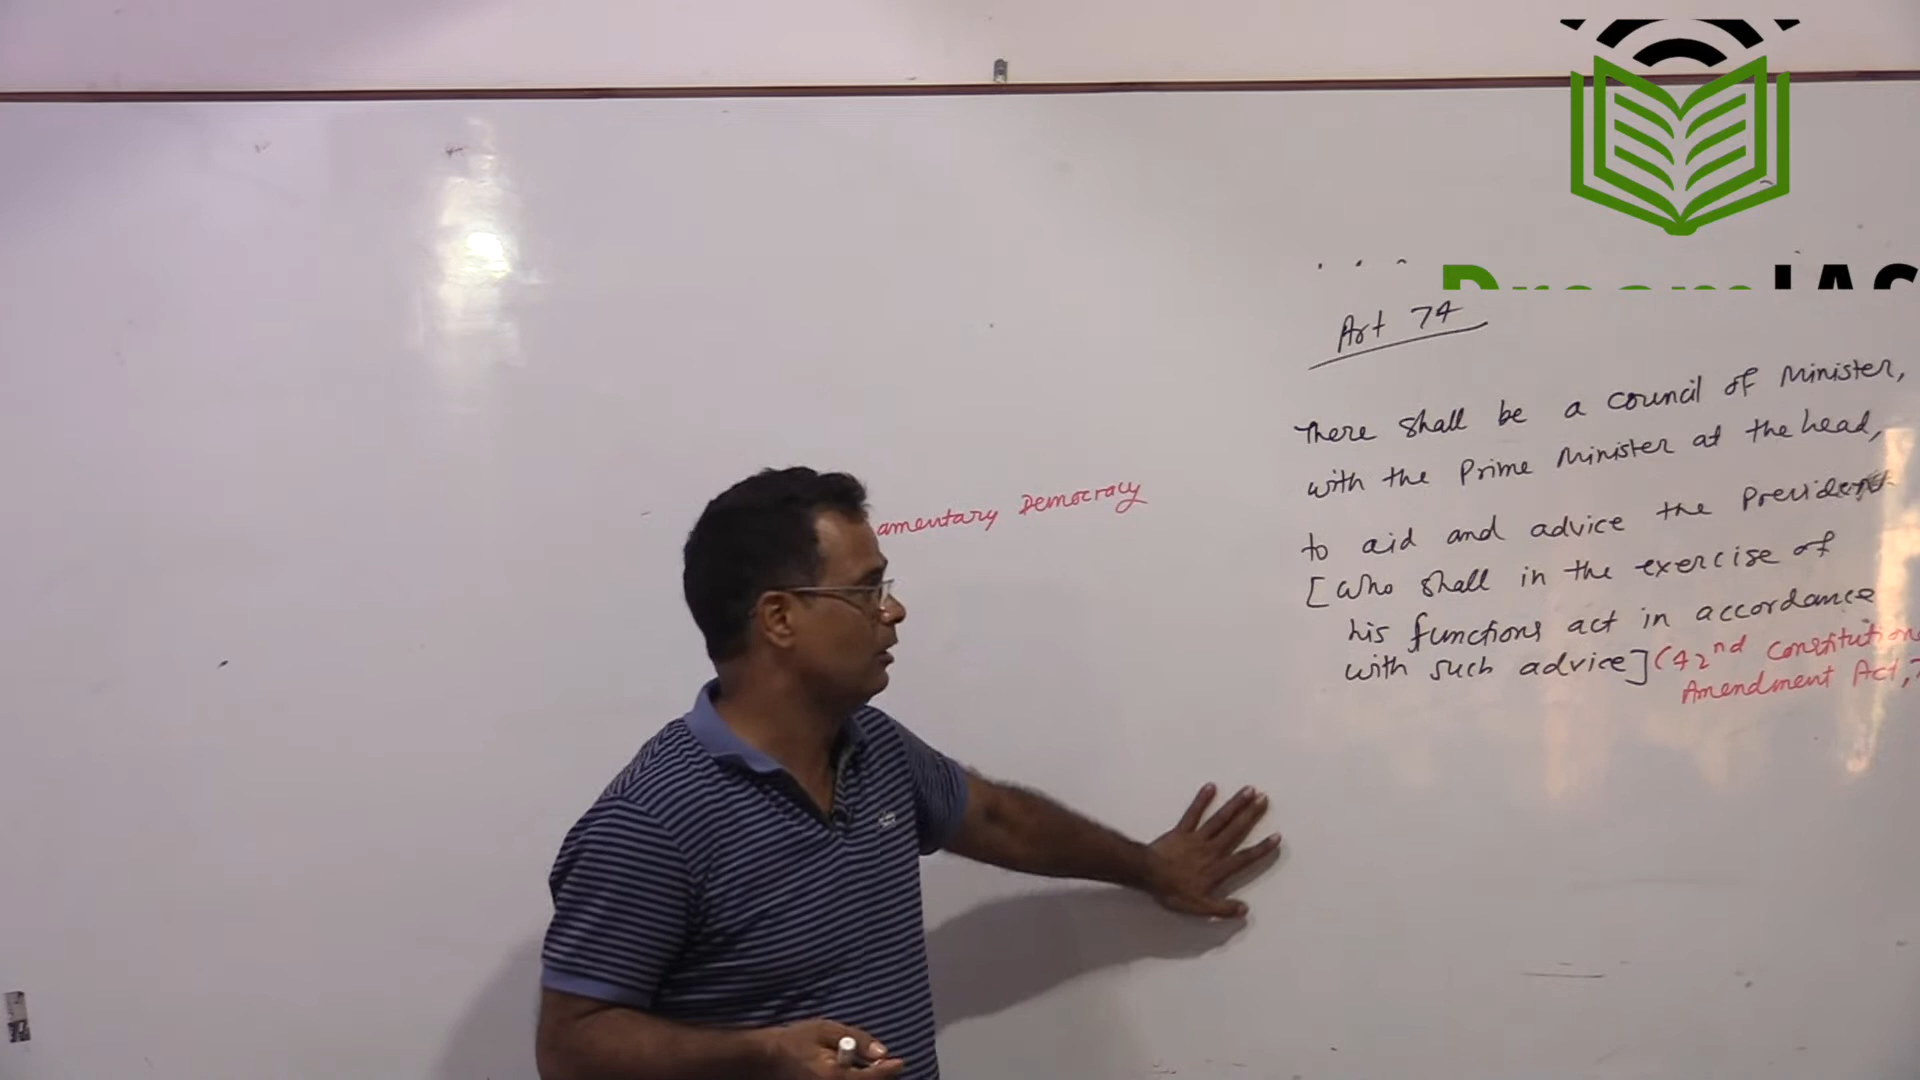 Art 74
There shall be a council of Minister,
with the Prime Minister at the head,
to aid and advice the President
[who shall in the exercise of
his functions act in accordance
with such advice] (42nd Constitution
Amendment Act,
amentary Democracy